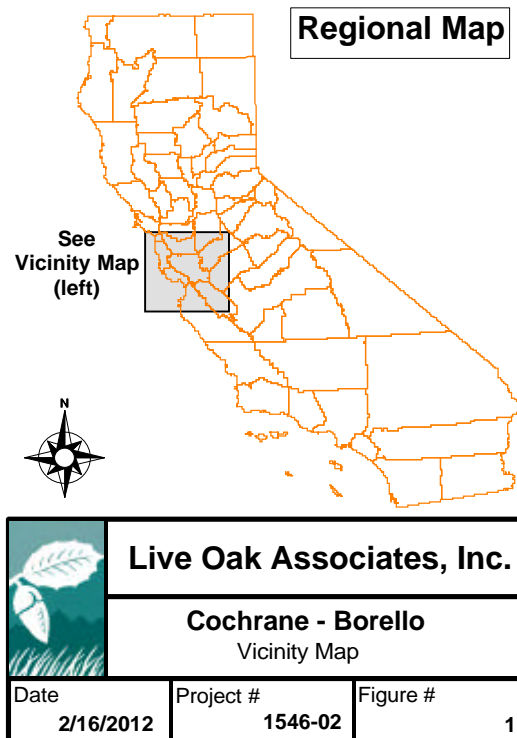 Regional Map
See
Vicinity Map
(left)
N
Live Oak Associates, Inc.
Cochrane - Borello
Vicinity Map
Date
2/16/2012
Project #
1546-02
Figure #
1